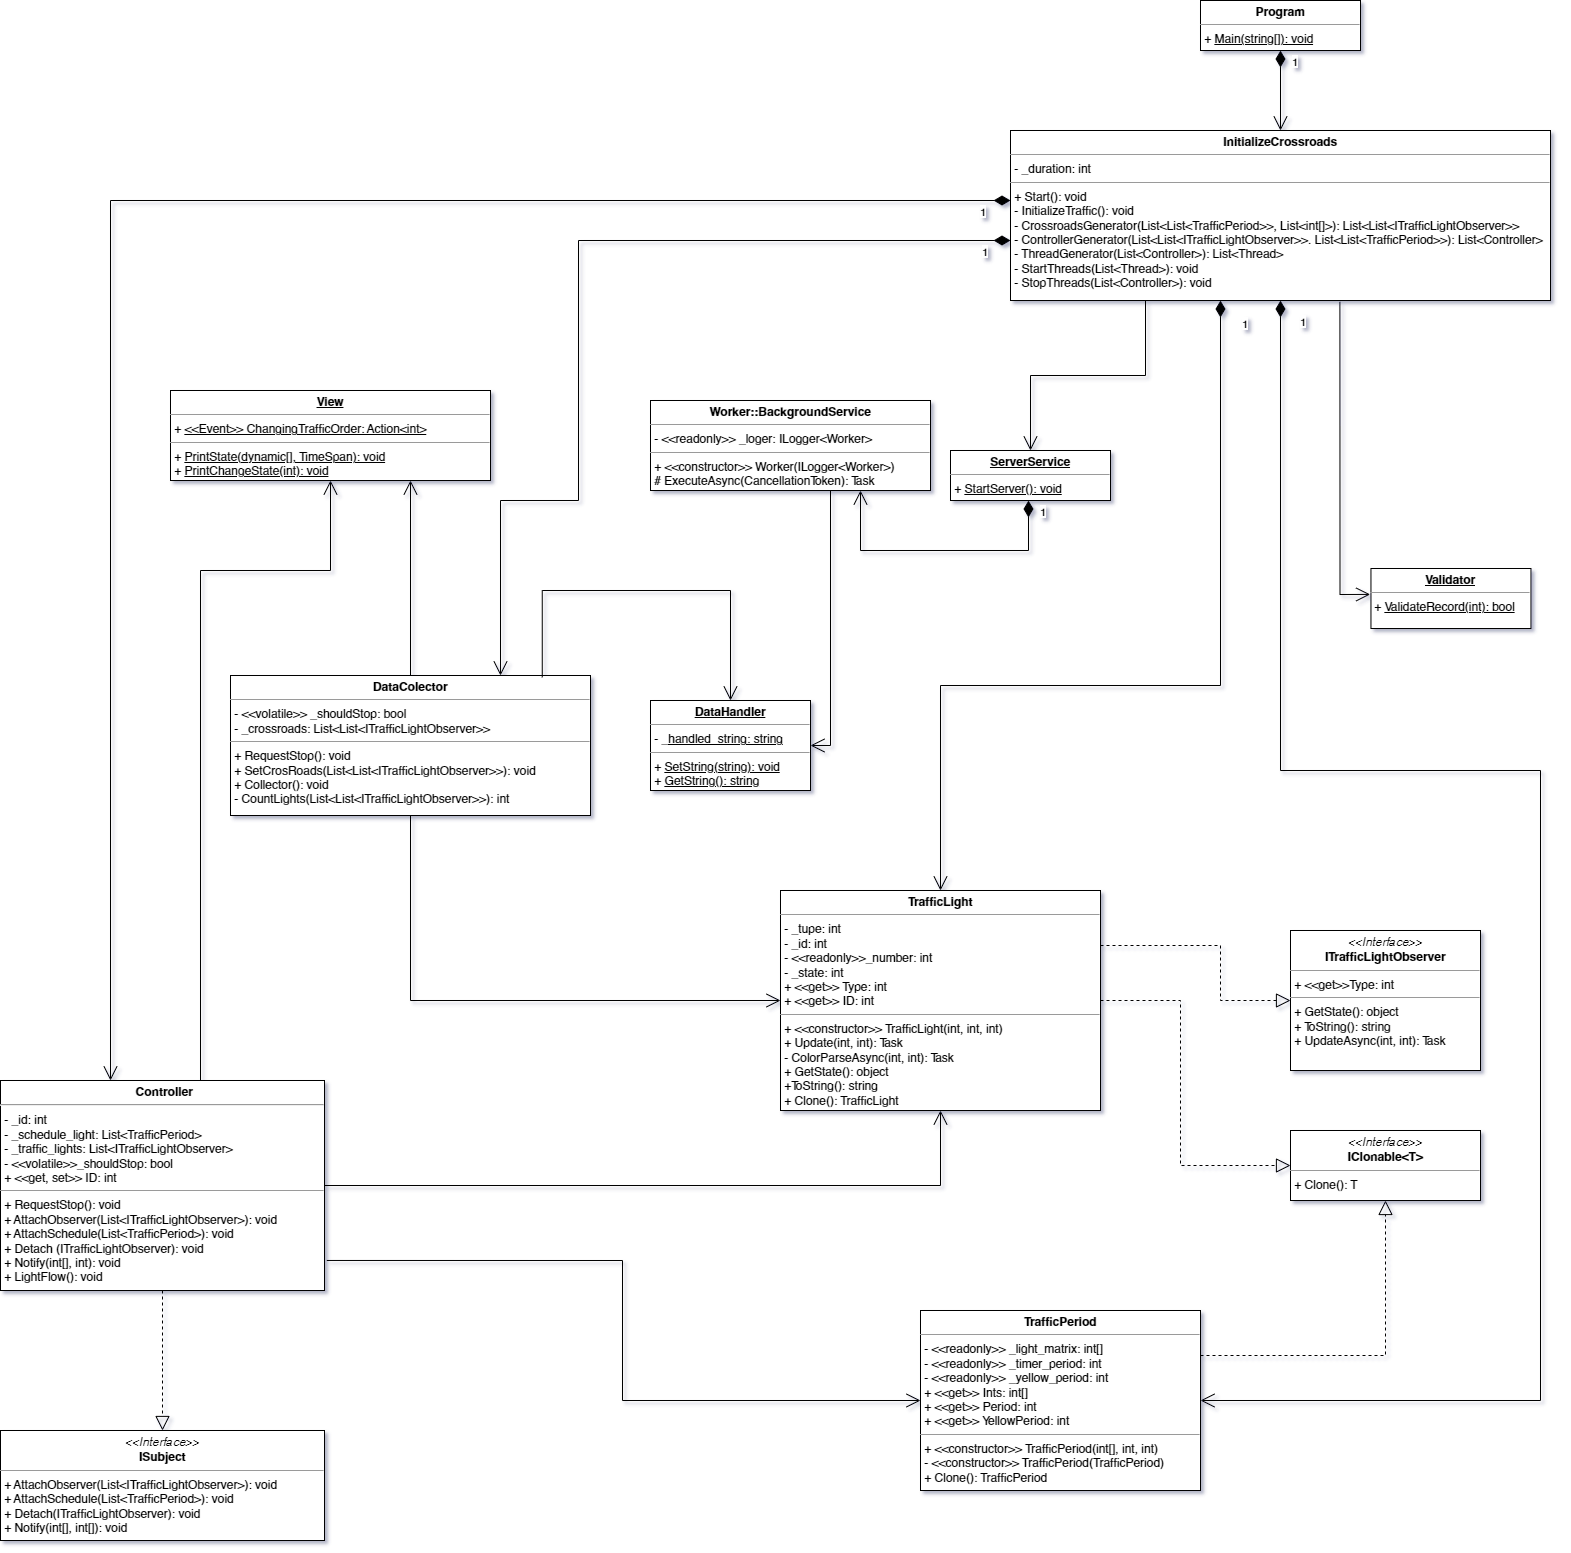 Program
+ Main(string[]): void
1
InitializeCrossroads
- _duration: int
+ Start(): void
- InitializeTraffic(): void
- CrossroadsGenerator(List<List<TrafficPeriod>>, List<int[]>): List<List<ITrafficLightObserver>>
- ControllerGenerator(List<List<ITrafficLightObserver>>. List<List<TrafficPeriod>>): List<Controller>
- ThreadGenerator(List<Controller>): List<Thread>
- StartThreads(List<Thread>): void
- StopThreads(List<Controller>): void
1
1
1
1
View
+ <<Event>> ChangingTrafficOrder: Action<int>
+ PrintState(dynamic[], TimeSpan): void
+ PrintChangeState(int): void
Worker::BackgroundService
- <<readonly>> _loger: ILogger<Worker>
+ <<constructor>> Worker(ILogger<Worker>)
# ExecuteAsync(CancellationToken): Task
ServerService
+ StartServer(): void
1
Validator
+ ValidateRecord(int): bool
DataColector
- <<volatile>> _shouldStop: bool
- _crossroads: List<List<ITrafficLightObserver>>
+ RequestStop(): void
+ SetCrosRoads(List<List<ITrafficLightObserver>>): void
+ Collector(): void
- CountLights(List<List<ITrafficLightObserver>>): int
DataHandler
- _handled_string: string
+ SetString(string): void
+ GetString(): string
TrafficLight
- _tupe: int
- _id: int
- <<readonly>>_number: int
- _state: int
+ <<get>> Type: int
+ <<get>> ID: int
+ <<constructor>> TrafficLight(int, int, int)
+ Update(int, int): Task
- ColorParseAsync(int, int): Task
+ GetState(): object
+ToString(): string
+ Clone(): TrafficLight
<<Interface>>
ITrafficLightObserver
+ <<get>>Type: int
+ GetState(): object
+ ToString(): string
+ UpdateAsync(int, int): Task
<<Interface>>
IClonable<T>
+ Clone(): T
Controller
- _id: int
- _schedule_light: List<TrafficPeriod>
- _traffic_lights: List<ITrafficLightObserver>
- <<volatile>>_shouldStop: bool
+ <<get, set>> ID: int
+ RequestStop(): void
+ AttachObserver(List<ITrafficLightObserver>): void
+ AttachSchedule(List<TrafficPeriod>): void
+ Detach (ITrafficLightObserver): void
+ Notify(int[], int): void
+ LightFlow(): void
TrafficPeriod
- <<readonly>> _light_matrix: int[]
- <<readonly>> _timer_period: int
- <<readonly>> _yellow_period: int
+ <<get>> Ints: int[]
+ <<get>> Period: int
+ <<get>> YellowPeriod: int
+ <<constructor>> TrafficPeriod(int[], int, int)
- <<constructor>> TrafficPeriod(TrafficPeriod)
+ Clone(): TrafficPeriod
<<Interface>>
ISubject
+ AttachObserver(List<ITrafficLightObserver>): void
+ AttachSchedule(List<TrafficPeriod>): void
+ Detach(ITrafficLightObserver): void
+ Notify(int[], int[]): void